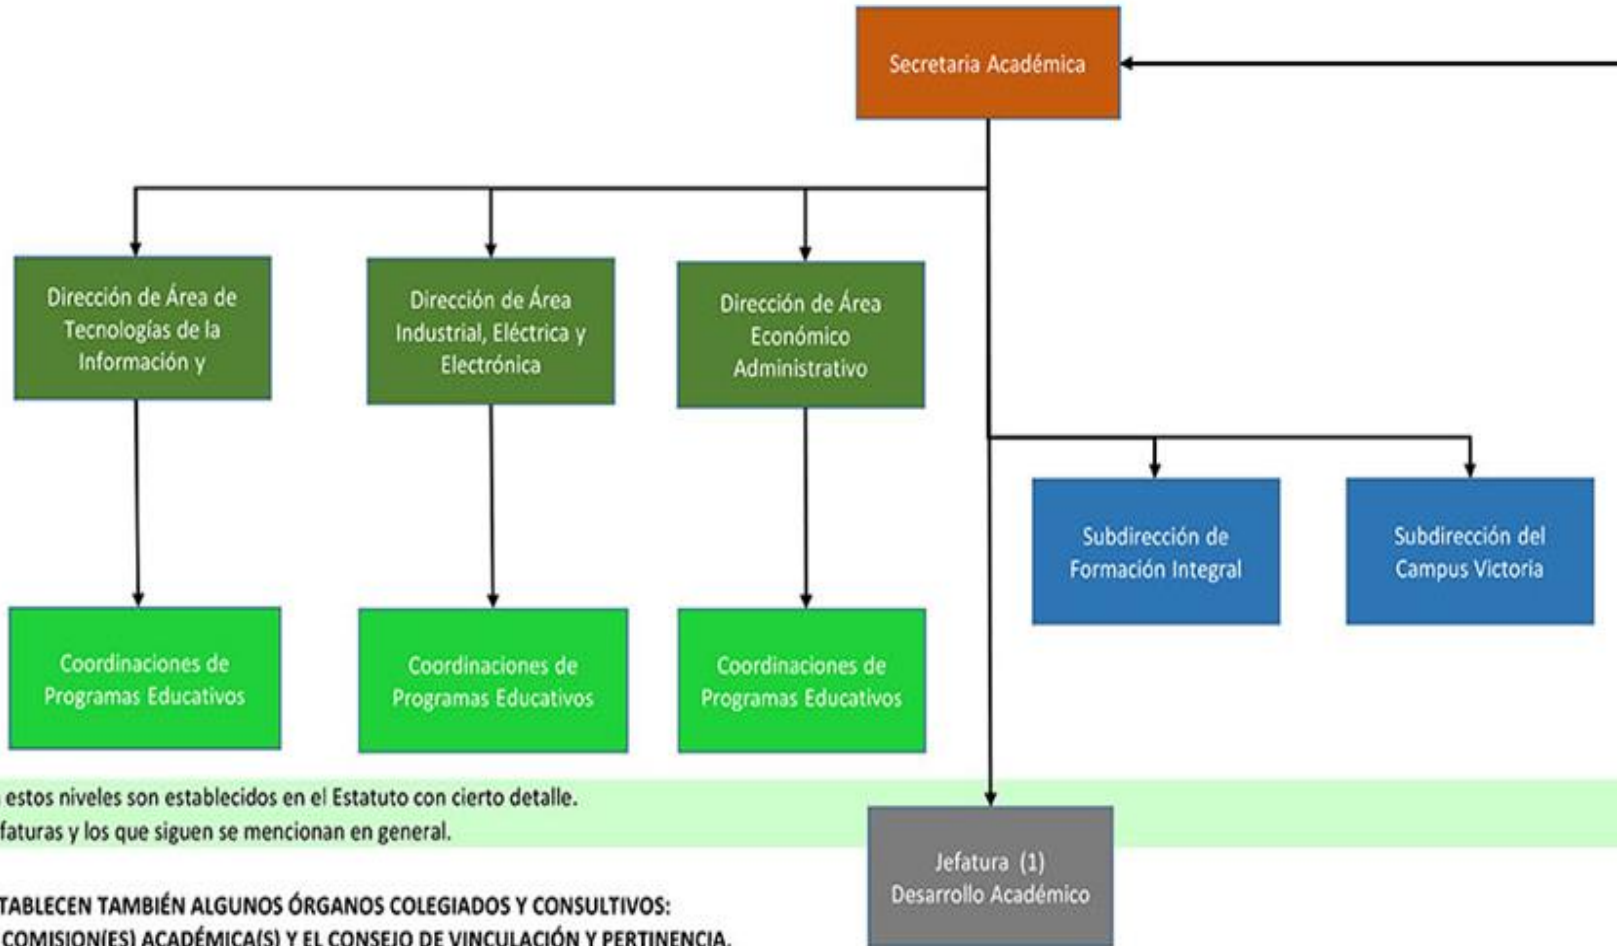 Secretaria Académica
Dirección de Área de
Tecnologías de la
Información y
Dirección de Área
Industrial, Eléctrica y
Electrónica
Dirección de Área
Económico
Administrativo
Subdirección de
Formación Integral
Subdirección del
Campus Victoria
Coordinaciones de
Programas Educativos
Coordinaciones de
Programas Educativos
Coordinaciones de
Programas Educativos
estos niveles son establecidos en el Estatuto con cierto detalle.
faturas y los que siguen se mencionan en general.
Jefatura (1)
Desarrollo Académico
TABLECEN TAMBIÉN ALGUNOS ÓRGANOS COLEGIADOS Y CONSULTIVOS:
COMISION(ES) ACADÉMICA(S) Y EL CONSEJO DE VINCULACIÓN Y PERTINENCIA.